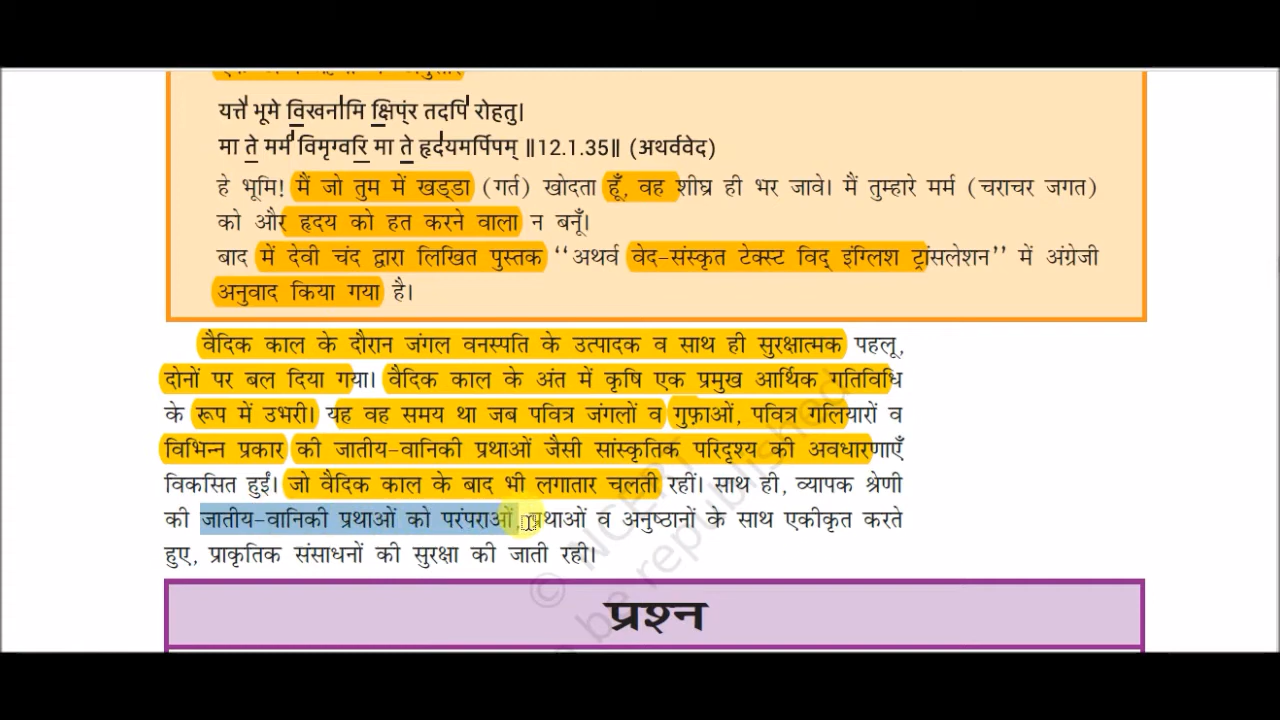 यत्ते भूमे विखनामि क्षिप्रं तदपि रोहतु।
मा ते मर्म विमृग्वरि मा ते हृदयमर्पिपम् ॥12.1.35॥ (अथर्ववेद)
हे भूमि! मैं जो तुम में खड्डा (गर्त) खोदता हूँ, वह शीघ्र ही भर जावे। मैं तुम्हारे मर्म (चराचर जगत)
को और हृदय को हत करने वाला न बनूँ।
बाद में देवी चंद द्वारा लिखित पुस्तक ‘‘अथर्व वेद-संस्कृत टेक्स्ट विद् इंग्लिश ट्रांसलेशन’’ में अंग्रेजी
अनुवाद किया गया है।
वैदिक काल के दौरान जंगल वनस्पति के उत्पादक व साथ ही सुरक्षात्मक पहलू,
दोनों पर बल दिया गया। वैदिक काल के अंत में कृषि एक प्रमुख आर्थिक गतिविधि
के रूप में उभरी। यह वह समय था जब पवित्र जंगलों व गुफ़ाओं, पवित्र गलियारों व
विभिन्न प्रकार की जातीय-वानिकी प्रथाओं जैसी सांस्कृतिक परिदृश्य की अवधारणाएँ
विकसित हुईं। जो वैदिक काल के बाद भी लगातार चलती रहीं। साथ ही, व्यापक श्रेणी
की जातीय-वानिकी प्रथाओं को परंपराओं, प्रथाओं व अनुष्ठानों के साथ एकीकृत करते
हुए, प्राकृतिक संसाधनों की सुरक्षा की जाती रही।
© NCERT
be republished
प्रश्न